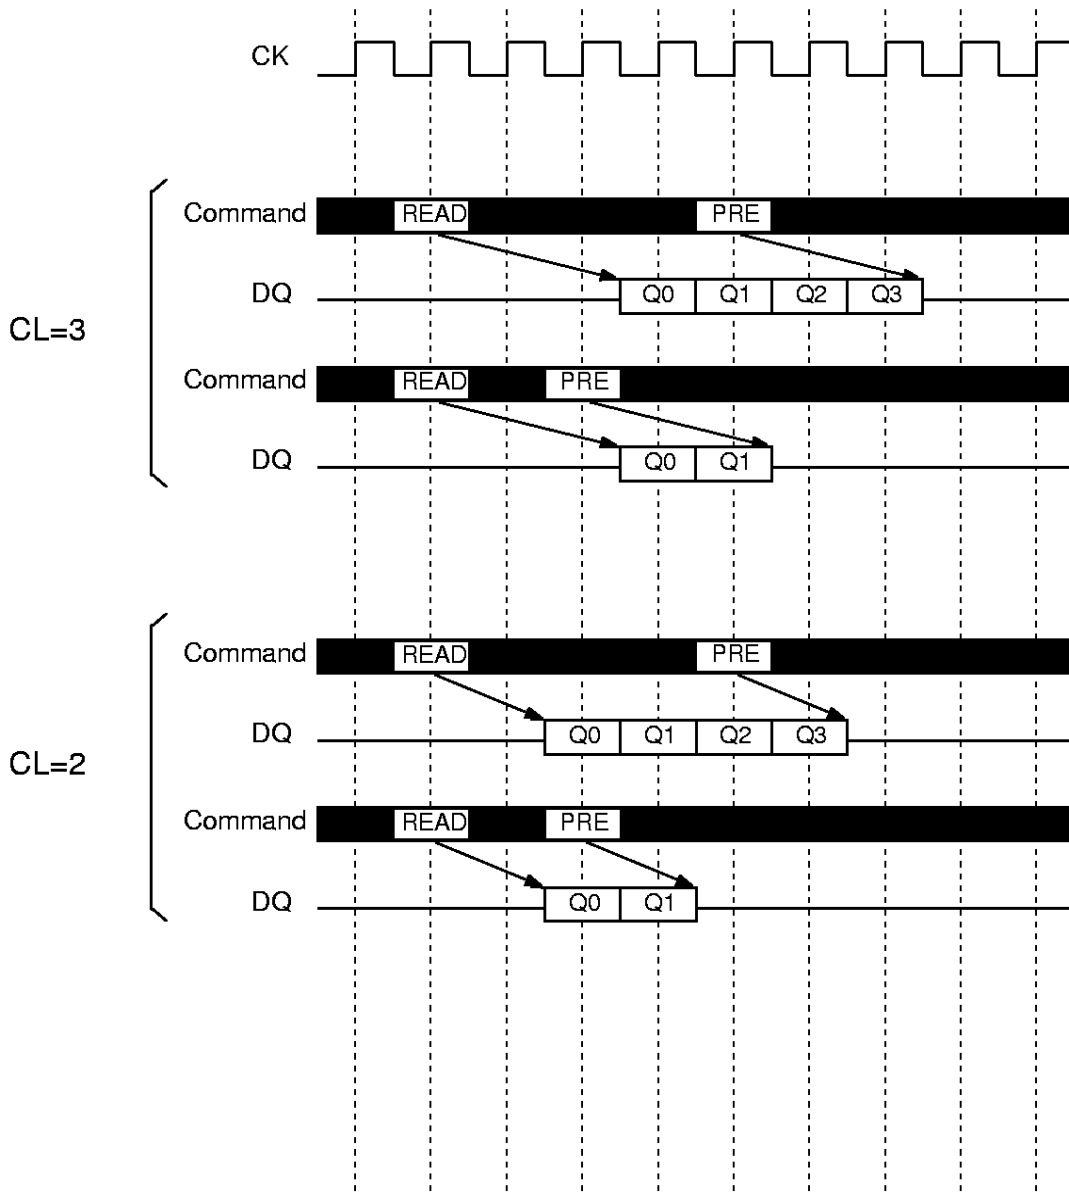 CK
Command READ PRE
DQ Q0 Q1 Q2 Q3
CL=3
Command READ PRE
DQ Q0 Q1
Command READ PRE
DQ Q0 Q1 Q2 Q3
CL=2
Command READ PRE
DQ Q0 Q1